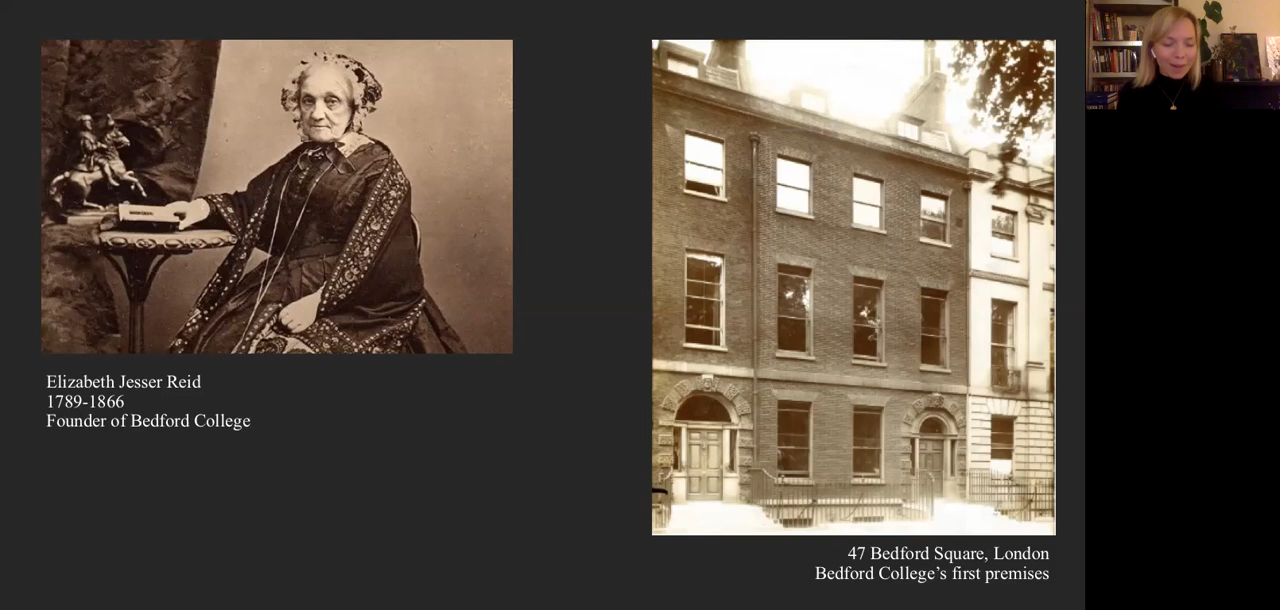 Elizabeth Jesser Reid
1789-1866
Founder of Bedford College
47 Bedford Square, London
Bedford College’s first premises